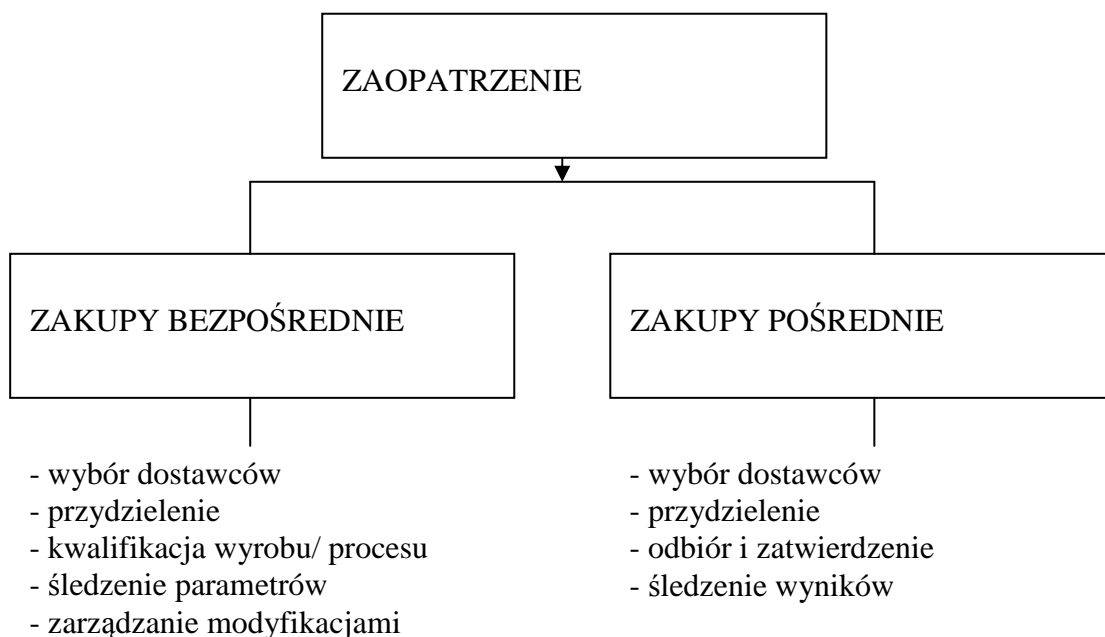 ZAOPATRZENIE
ZAKUPY BEZPOŚREDNIE
ZAKUPY POŚREDNIE
- wybór dostawców
- przydzielenie
- kwalifikacja wyrobu/ procesu
- śledzenie parametrów
- zarządzanie modyfikacjami
- wybór dostawców
- przydzielenie
- odbiór i zatwierdzenie
- śledzenie wyników